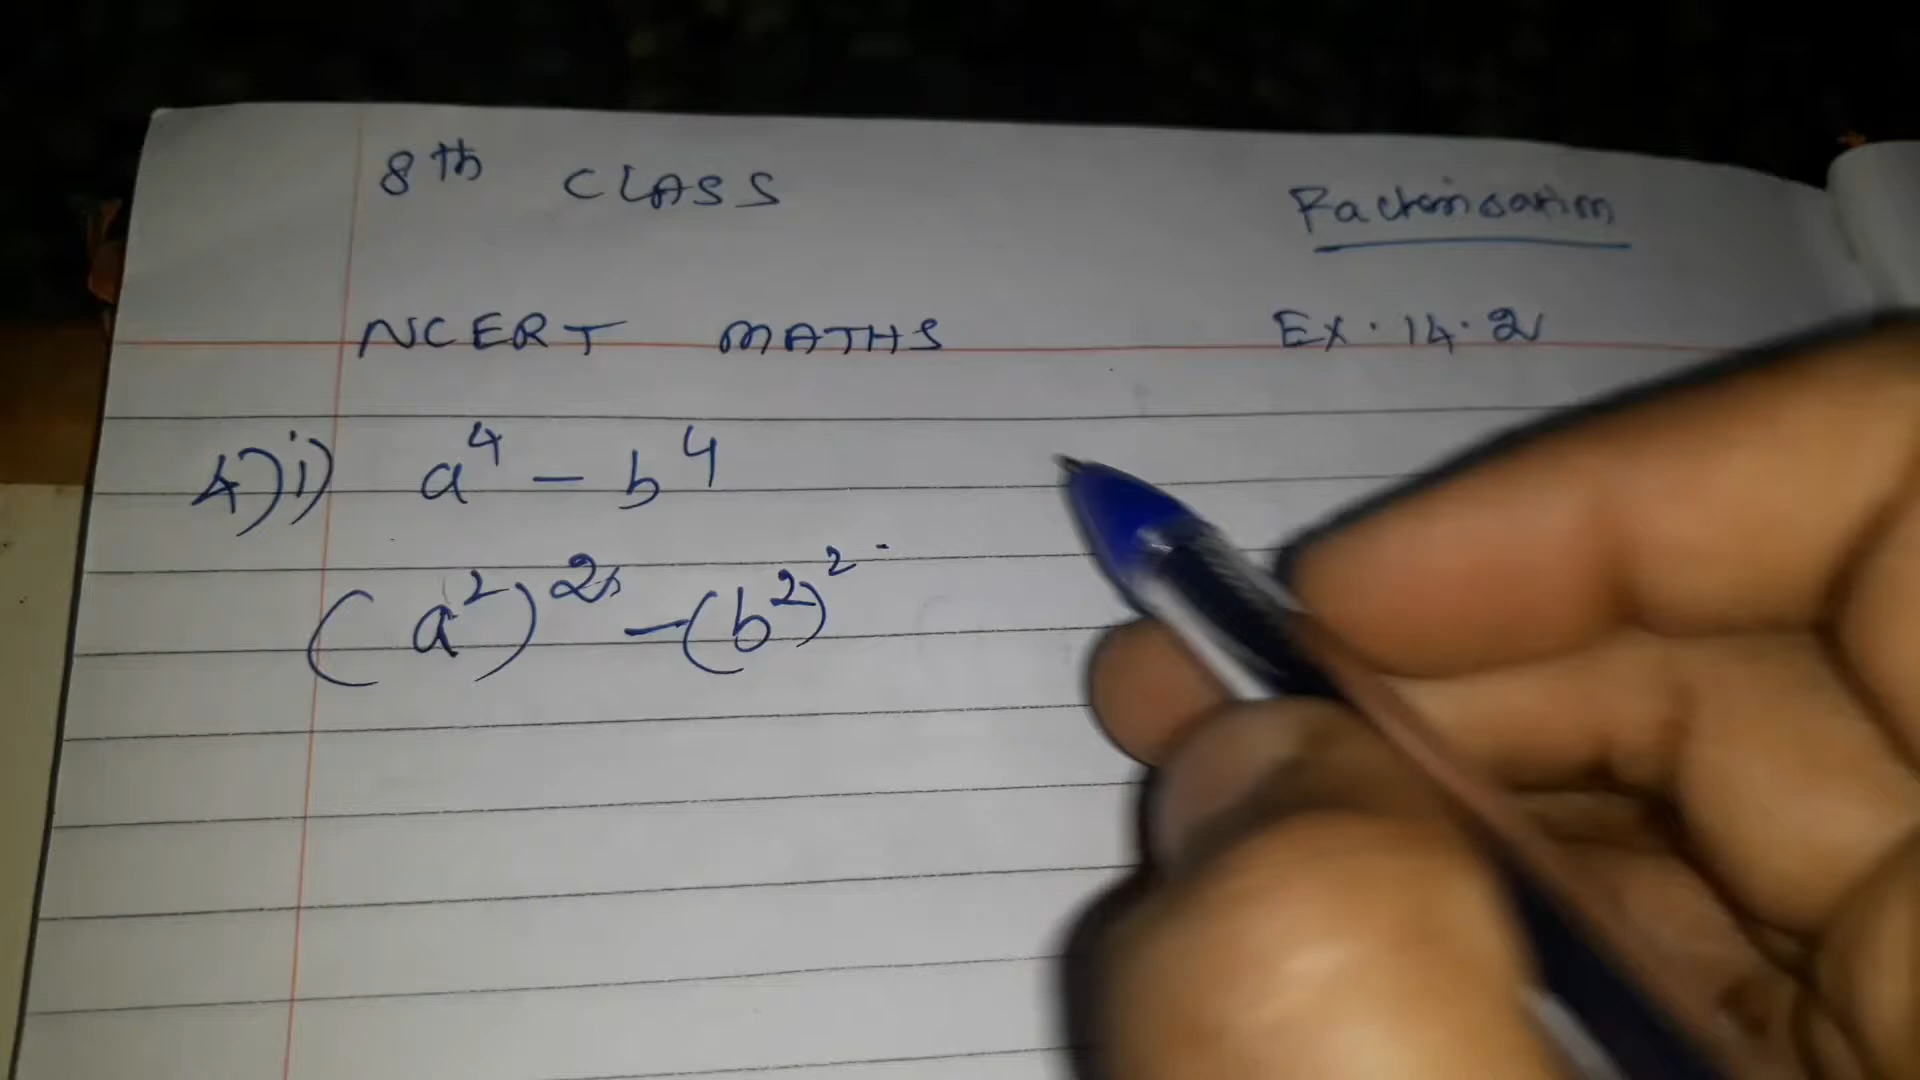 8th CLASS
Factorisation
NCERT MATHS
Ex. 14.2
4) i) a⁴ - b⁴
(a²)² - (b²)²